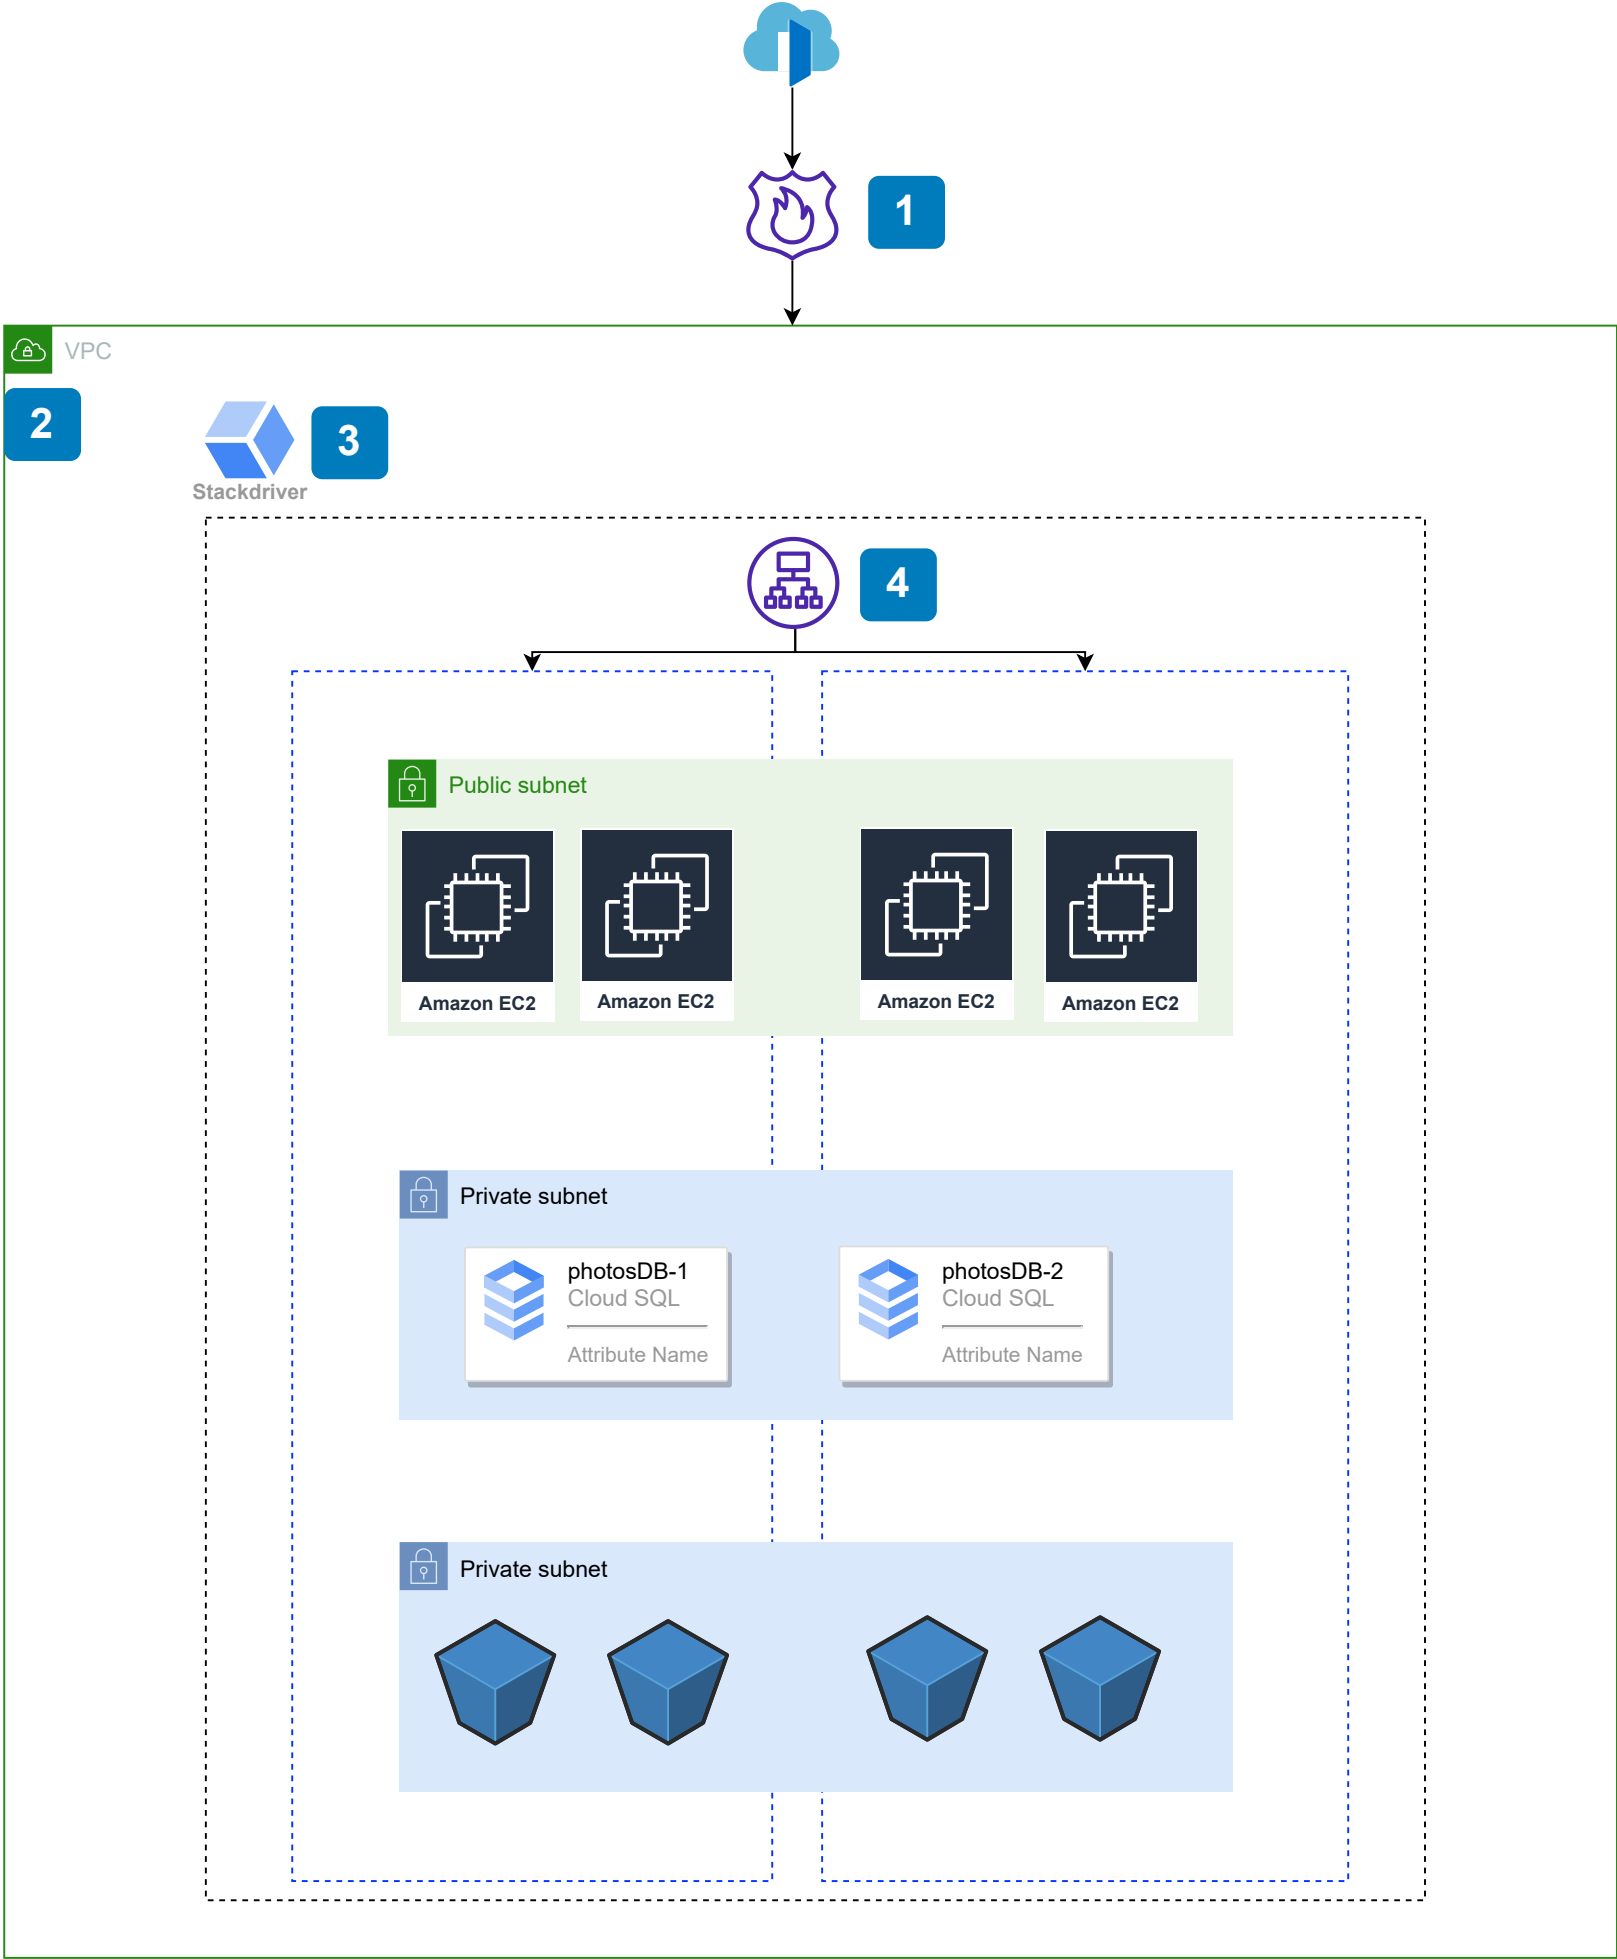 1
VPC
2
3
Stackdriver
4
Public subnet
Amazon EC2
Amazon EC2
Amazon EC2
Amazon EC2
Private subnet
photosDB-1
Cloud SQL
Attribute Name
photosDB-2
Cloud SQL
Attribute Name
Private subnet